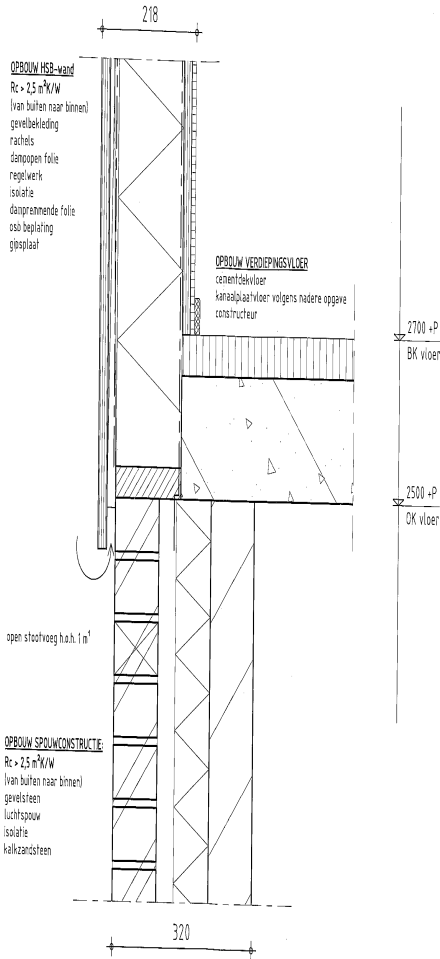 218
OPBOUW HSB-wand
Rc > 2,5 m²K/W
(van buiten naar binnen)
gevelbekleding
rachels
dampopen folie
regelwerk
isolatie
dampremmende folie
osb beplating
gipsplaat
OPBOUW VERDIEPINGSVLOER
cementdekvloer
kanaalplaatvloer volgens nadere opgave
constructeur
2700 +P
BK vloer
2500 +P
OK vloer
open stootvoeg h.o.h. 1 m¹
OPBOUW SPOUWCONSTRUCTIE:
Rc > 2,5 m²K/W
(van buiten naar binnen)
gevelsteen
luchtspouw
isolatie
kalkzandsteen
320